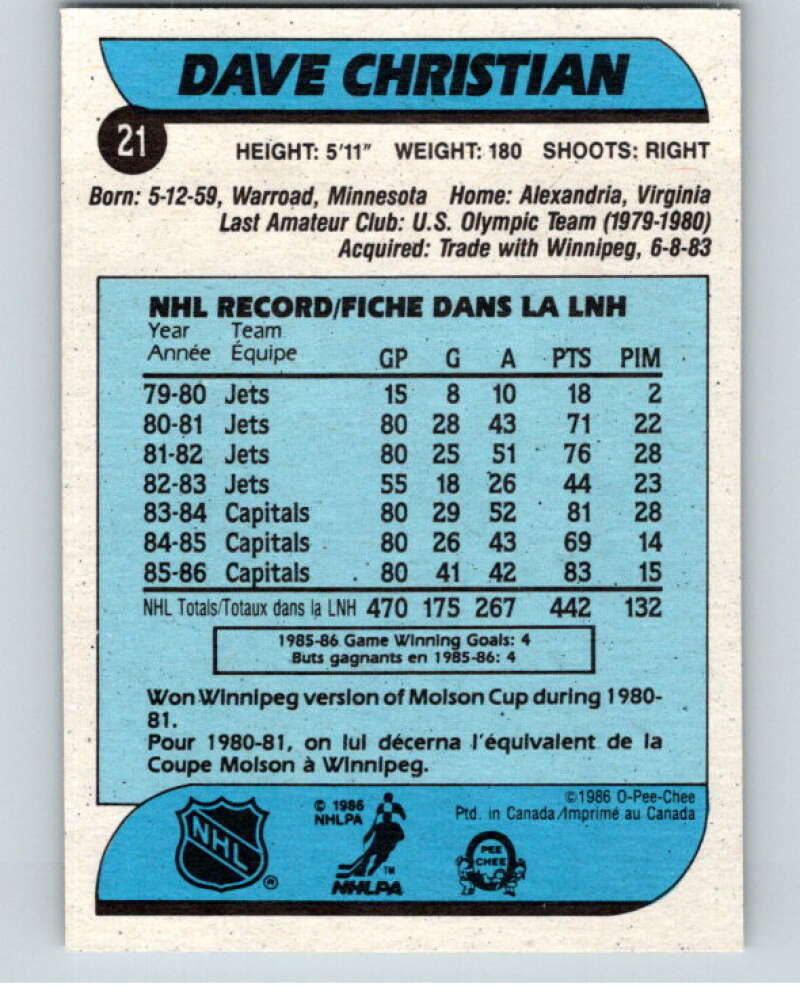 DAVE CHRISTIAN
21
HEIGHT: 5'11" WEIGHT: 180 SHOOTS: RIGHT
Born: 5-12-59, Warroad, Minnesota Home: Alexandria, Virginia
Last Amateur Club: U.S. Olympic Team (1979-1980)
Acquired: Trade with Winnipeg, 6-8-83
NHL RECORD/FICHE DANS LA LNH
Year Team
Année Équipe GP G A PTS PIM
79-80 Jets 15 8 10 18 2
80-81 Jets 80 28 43 71 22
81-82 Jets 80 25 51 76 28
82-83 Jets 55 18 26 44 23
83-84 Capitals 80 29 52 81 28
84-85 Capitals 80 26 43 69 14
85-86 Capitals 80 41 42 83 15
NHL Totals/Totaux dans la LNH 470 175 267 442 132
1985-86 Game Winning Goals: 4
Buts gagnants en 1985-86: 4
Won Winnipeg version of Molson Cup during 1980-
81.
Pour 1980-81, on lui décerna l'équivalent de la
Coupe Molson à Winnipeg.
©1986 O-Pee-Chee
Ptd. in Canada/Imprimé au Canada
NHL ®
© 1986
NHLPA
TM
NHLPA
PEE
CHEE